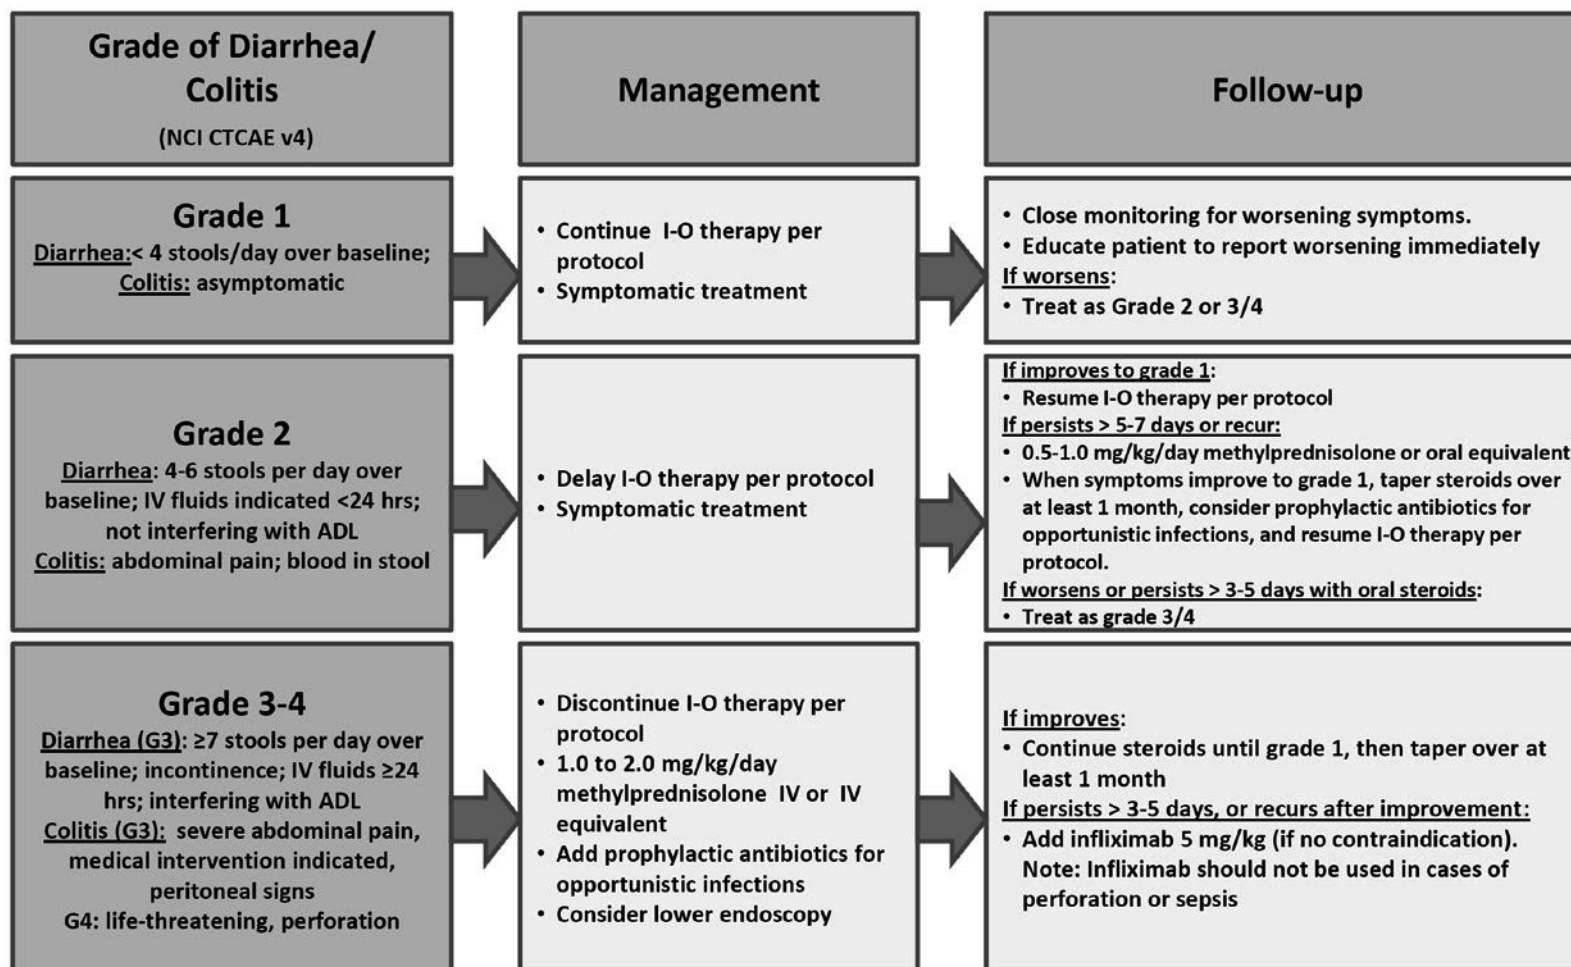 Grade of Diarrhea/
Colitis
(NCI CTCAE v4)
Management
Follow-up
Grade 1
Diarrhea:< 4 stools/day over baseline;
Colitis: asymptomatic
• Continue I-O therapy per
protocol
• Symptomatic treatment
• Close monitoring for worsening symptoms.
• Educate patient to report worsening immediately
If worsens:
• Treat as Grade 2 or 3/4
Grade 2
Diarrhea: 4-6 stools per day over
baseline; IV fluids indicated <24 hrs;
not interfering with ADL
Colitis: abdominal pain; blood in stool
• Delay I-O therapy per protocol
• Symptomatic treatment
If improves to grade 1:
• Resume I-O therapy per protocol
If persists > 5-7 days or recur:
• 0.5-1.0 mg/kg/day methylprednisolone or oral equivalent
• When symptoms improve to grade 1, taper steroids over
at least 1 month, consider prophylactic antibiotics for
opportunistic infections, and resume I-O therapy per
protocol.
If worsens or persists > 3-5 days with oral steroids:
• Treat as grade 3/4
Grade 3-4
Diarrhea (G3): ≥7 stools per day over
baseline; incontinence; IV fluids ≥24
hrs; interfering with ADL
Colitis (G3): severe abdominal pain,
medical intervention indicated,
peritoneal signs
G4: life-threatening, perforation
• Discontinue I-O therapy per
protocol
• 1.0 to 2.0 mg/kg/day
methylprednisolone IV or IV
equivalent
• Add prophylactic antibiotics for
opportunistic infections
• Consider lower endoscopy
If improves:
• Continue steroids until grade 1, then taper over at
least 1 month
If persists > 3-5 days, or recurs after improvement:
• Add infliximab 5 mg/kg (if no contraindication).
Note: Infliximab should not be used in cases of
perforation or sepsis